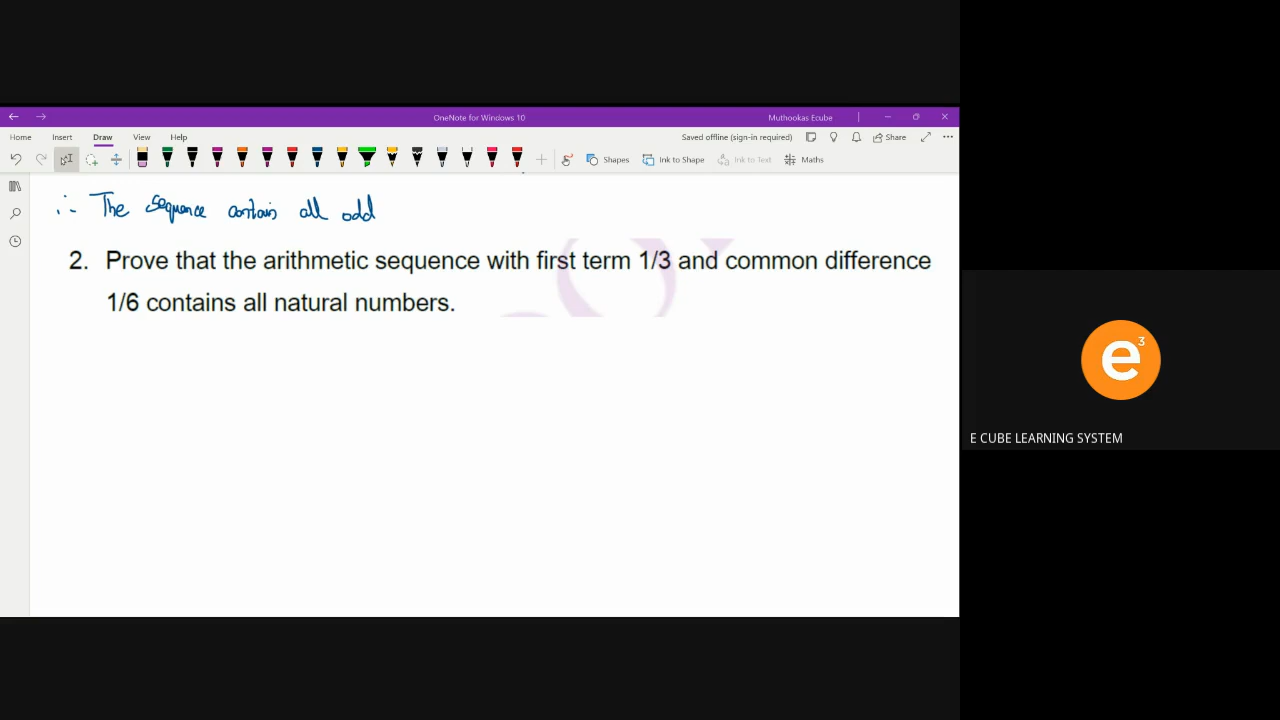 OneNote for Windows 10
Muthookas Ecube
Home Insert Draw View Help
Saved offline (sign-in required)
Share
Shapes Ink to Shape Ink to Text Maths
∴ The sequence contain all odd
2. Prove that the arithmetic sequence with first term 1/3 and common difference
1/6 contains all natural numbers.
e3
E CUBE LEARNING SYSTEM